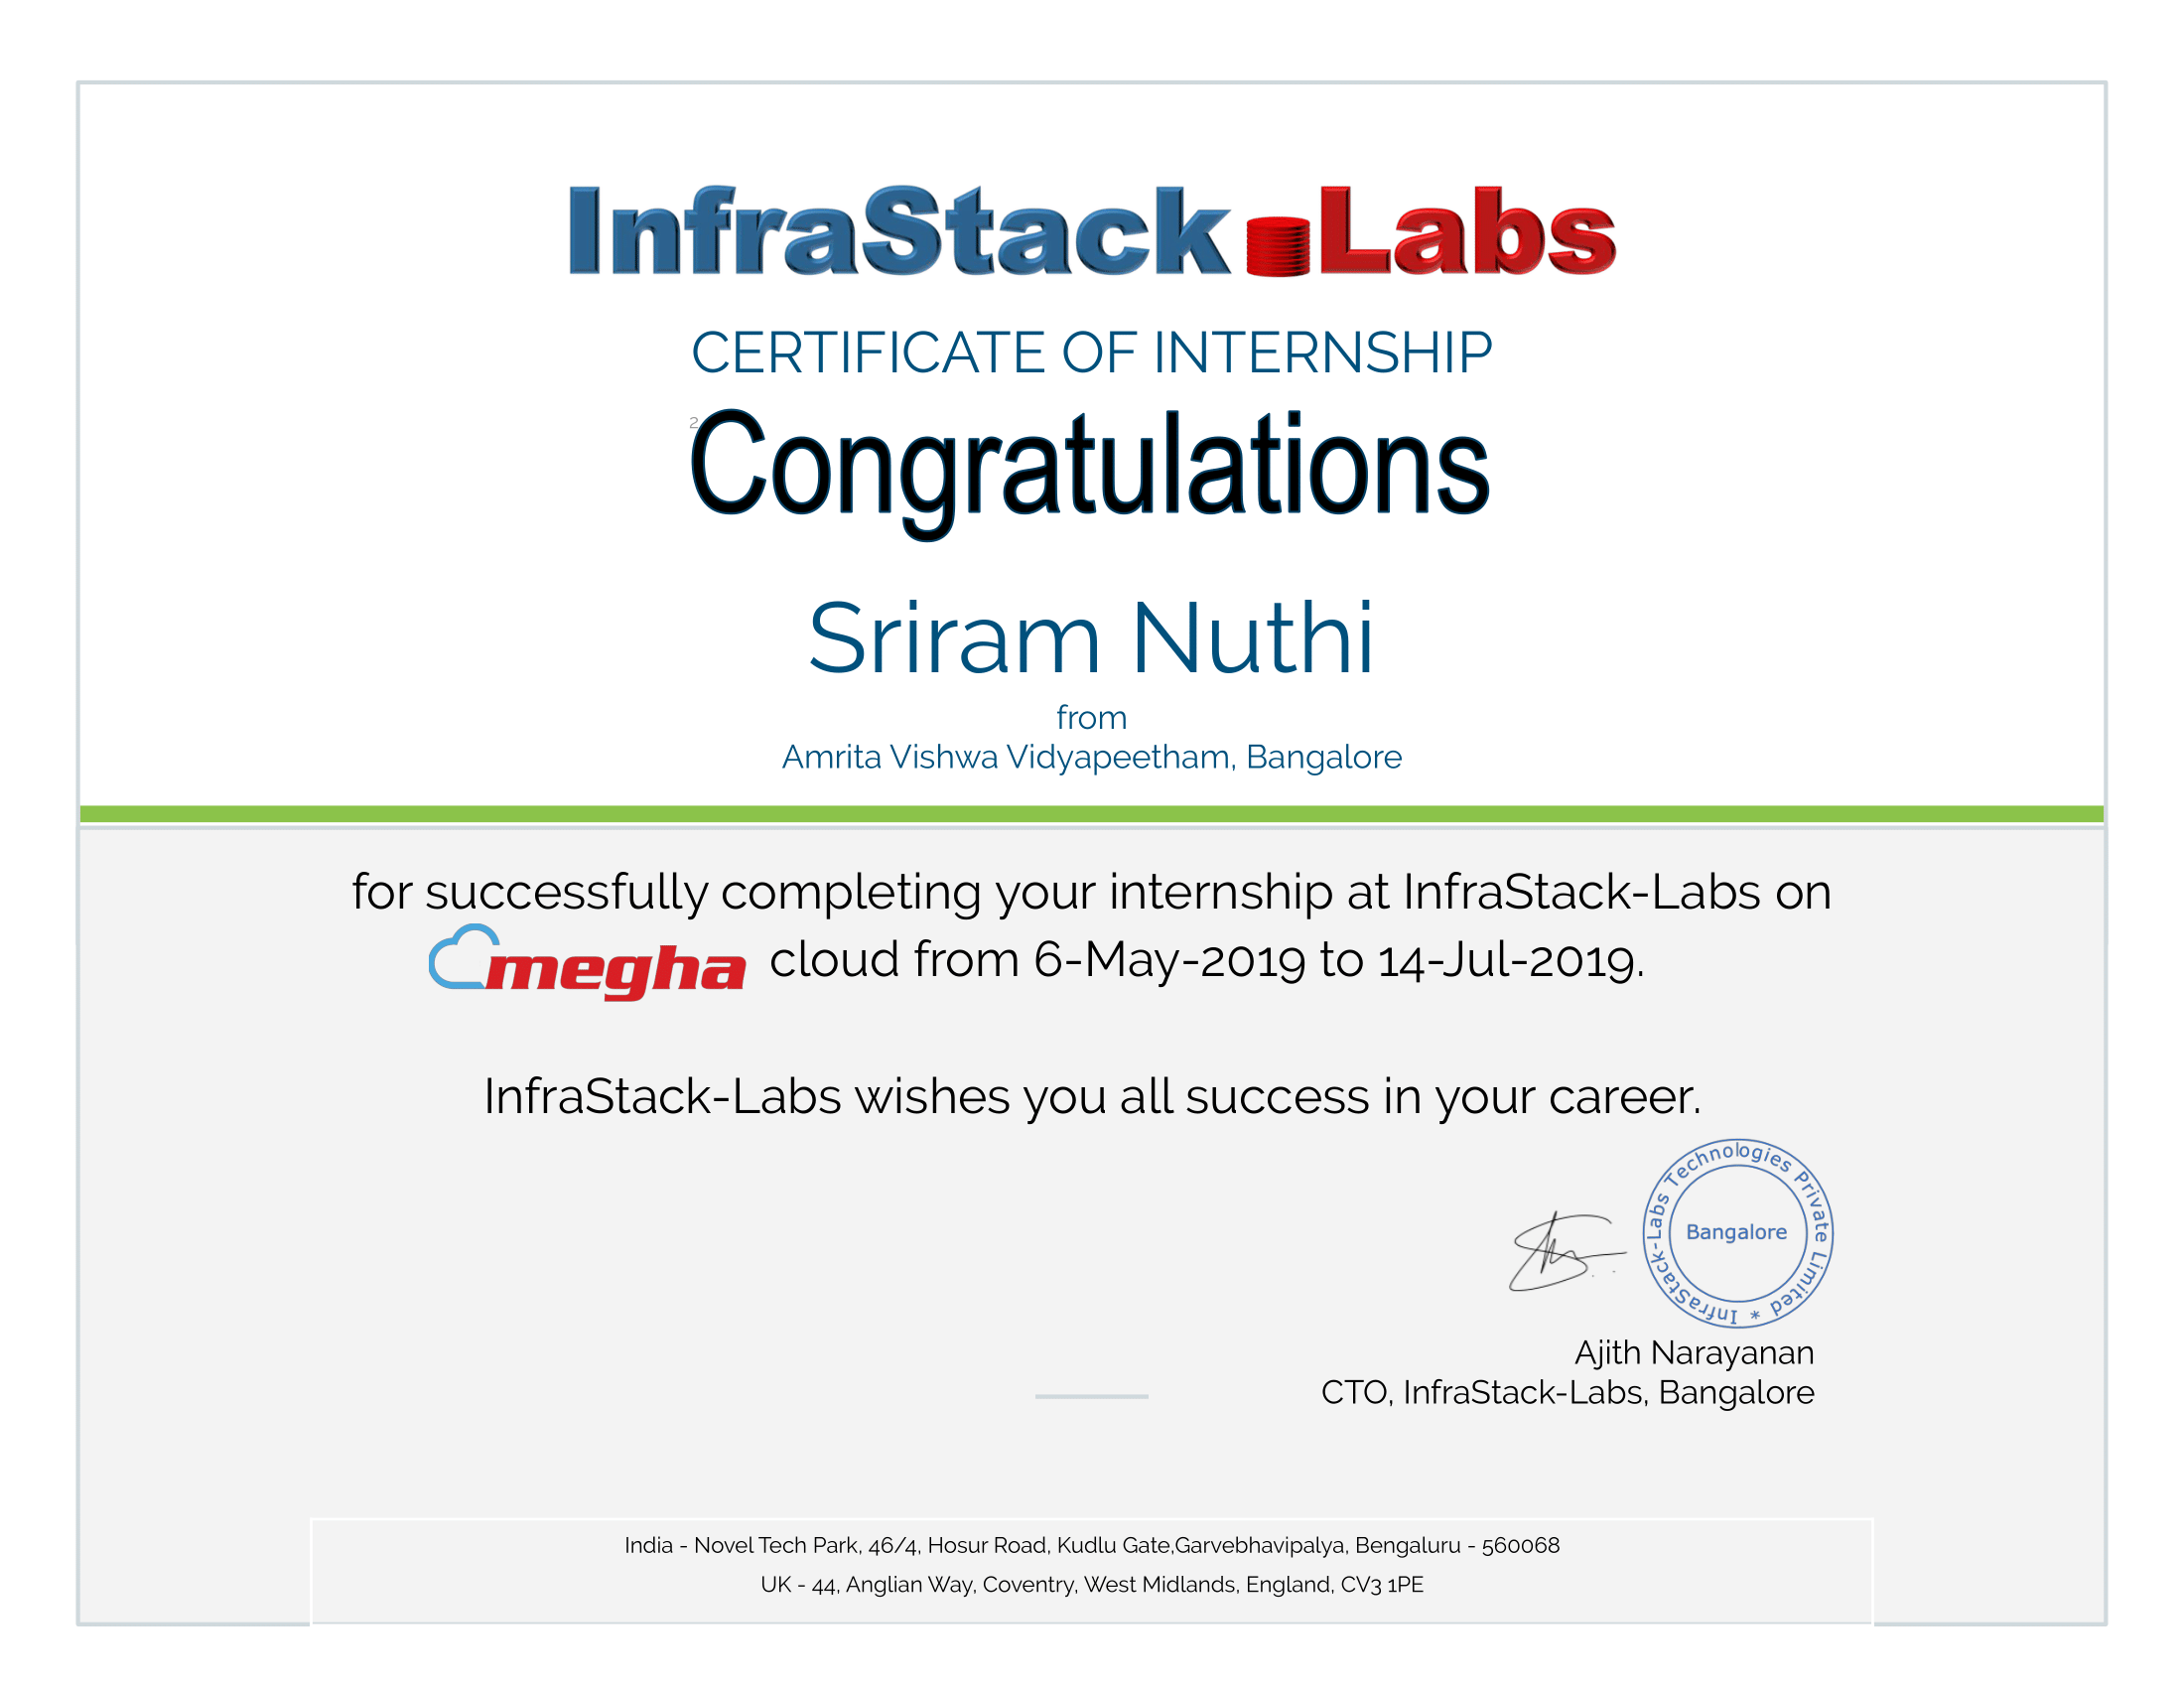 InfraStack Labs
CERTIFICATE OF INTERNSHIP
2
Congratulations
Sriram Nuthi
from
Amrita Vishwa Vidyapeetham, Bangalore
for successfully completing your internship at InfraStack-Labs on
megha cloud from 6-May-2019 to 14-Jul-2019.
InfraStack-Labs wishes you all success in your career.
InfraStack-Labs Technologies Private Limited *
Bangalore
Ajith Narayanan
CTO, InfraStack-Labs, Bangalore
India - Novel Tech Park, 46/4, Hosur Road, Kudlu Gate,Garvebhavipalya, Bengaluru - 560068
UK - 44, Anglian Way, Coventry, West Midlands, England, CV3 1PE